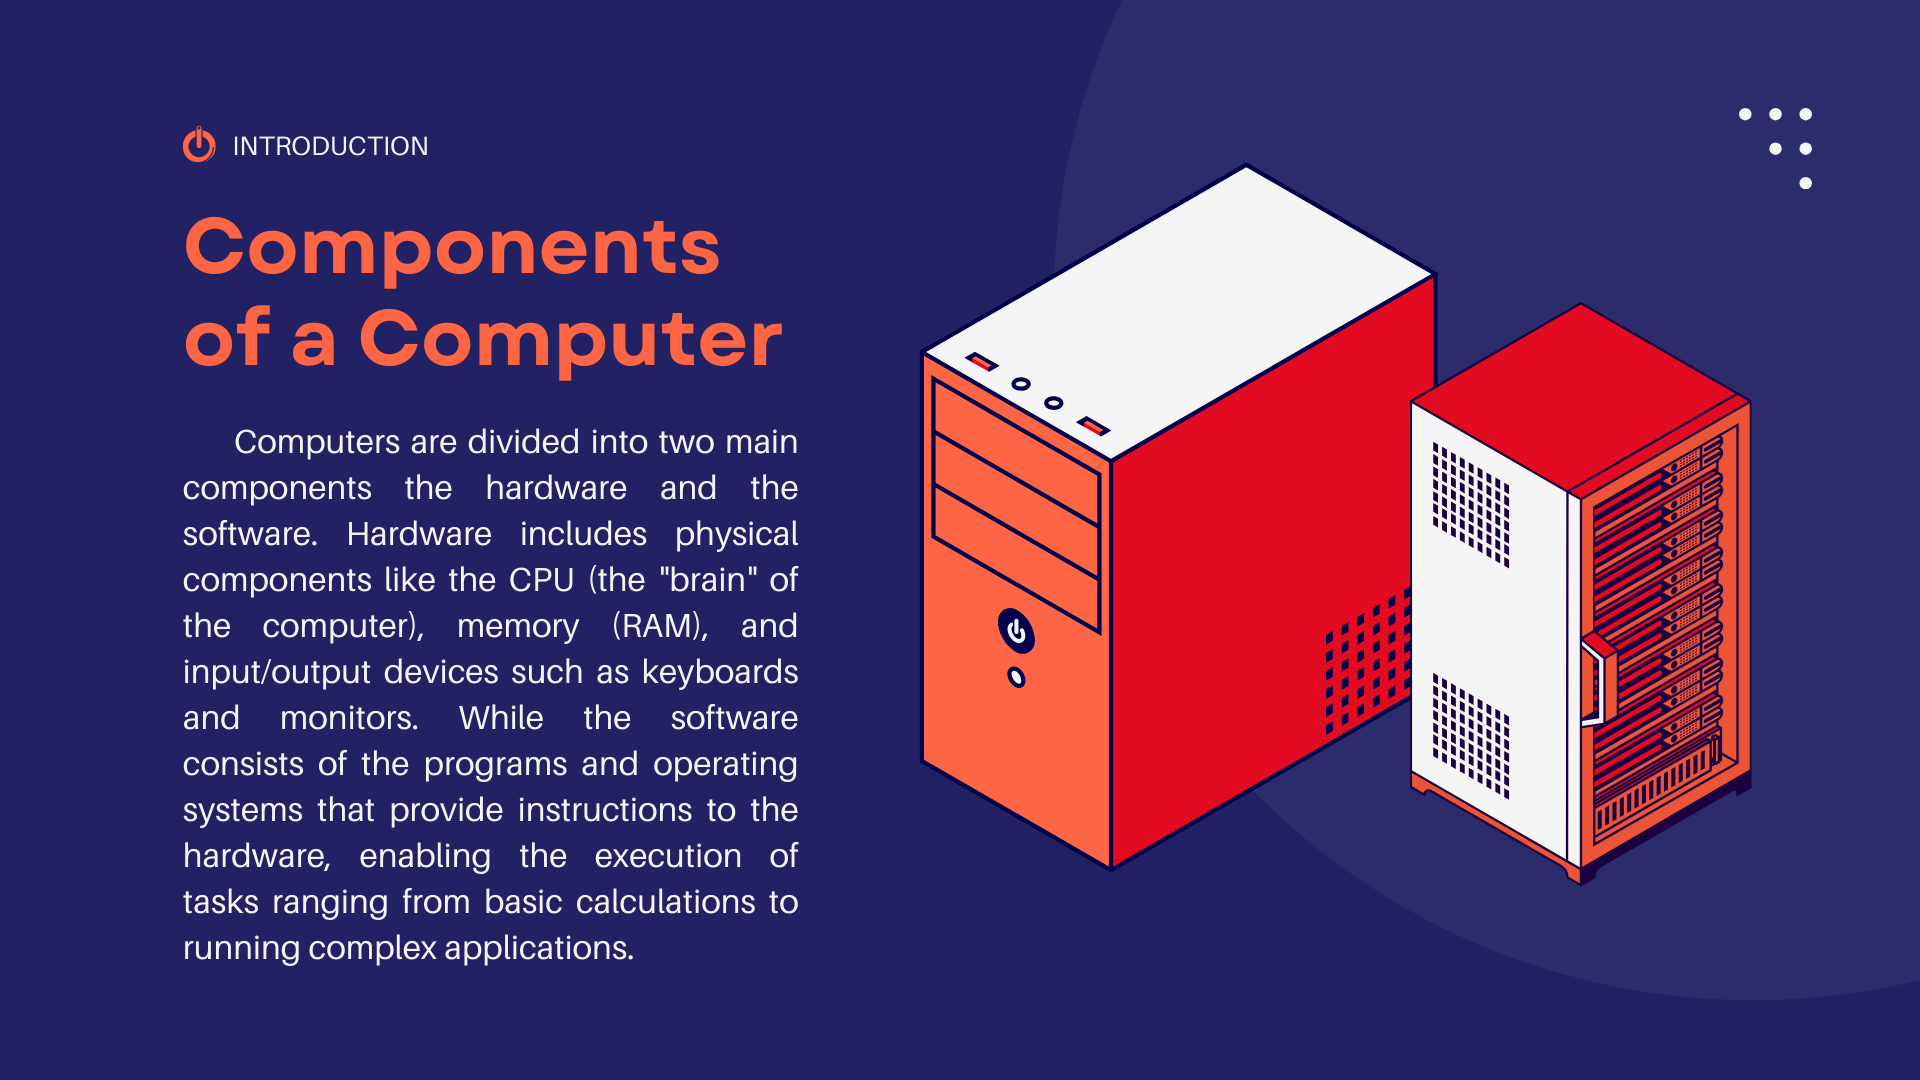 INTRODUCTION
Components
of a Computer
Computers are divided into two main
components the hardware and the
software. Hardware includes physical
components like the CPU (the "brain" of
the computer), memory (RAM), and
input/output devices such as keyboards
and monitors. While the software
consists of the programs and operating
systems that provide instructions to the
hardware, enabling the execution of
tasks ranging from basic calculations to
running complex applications.